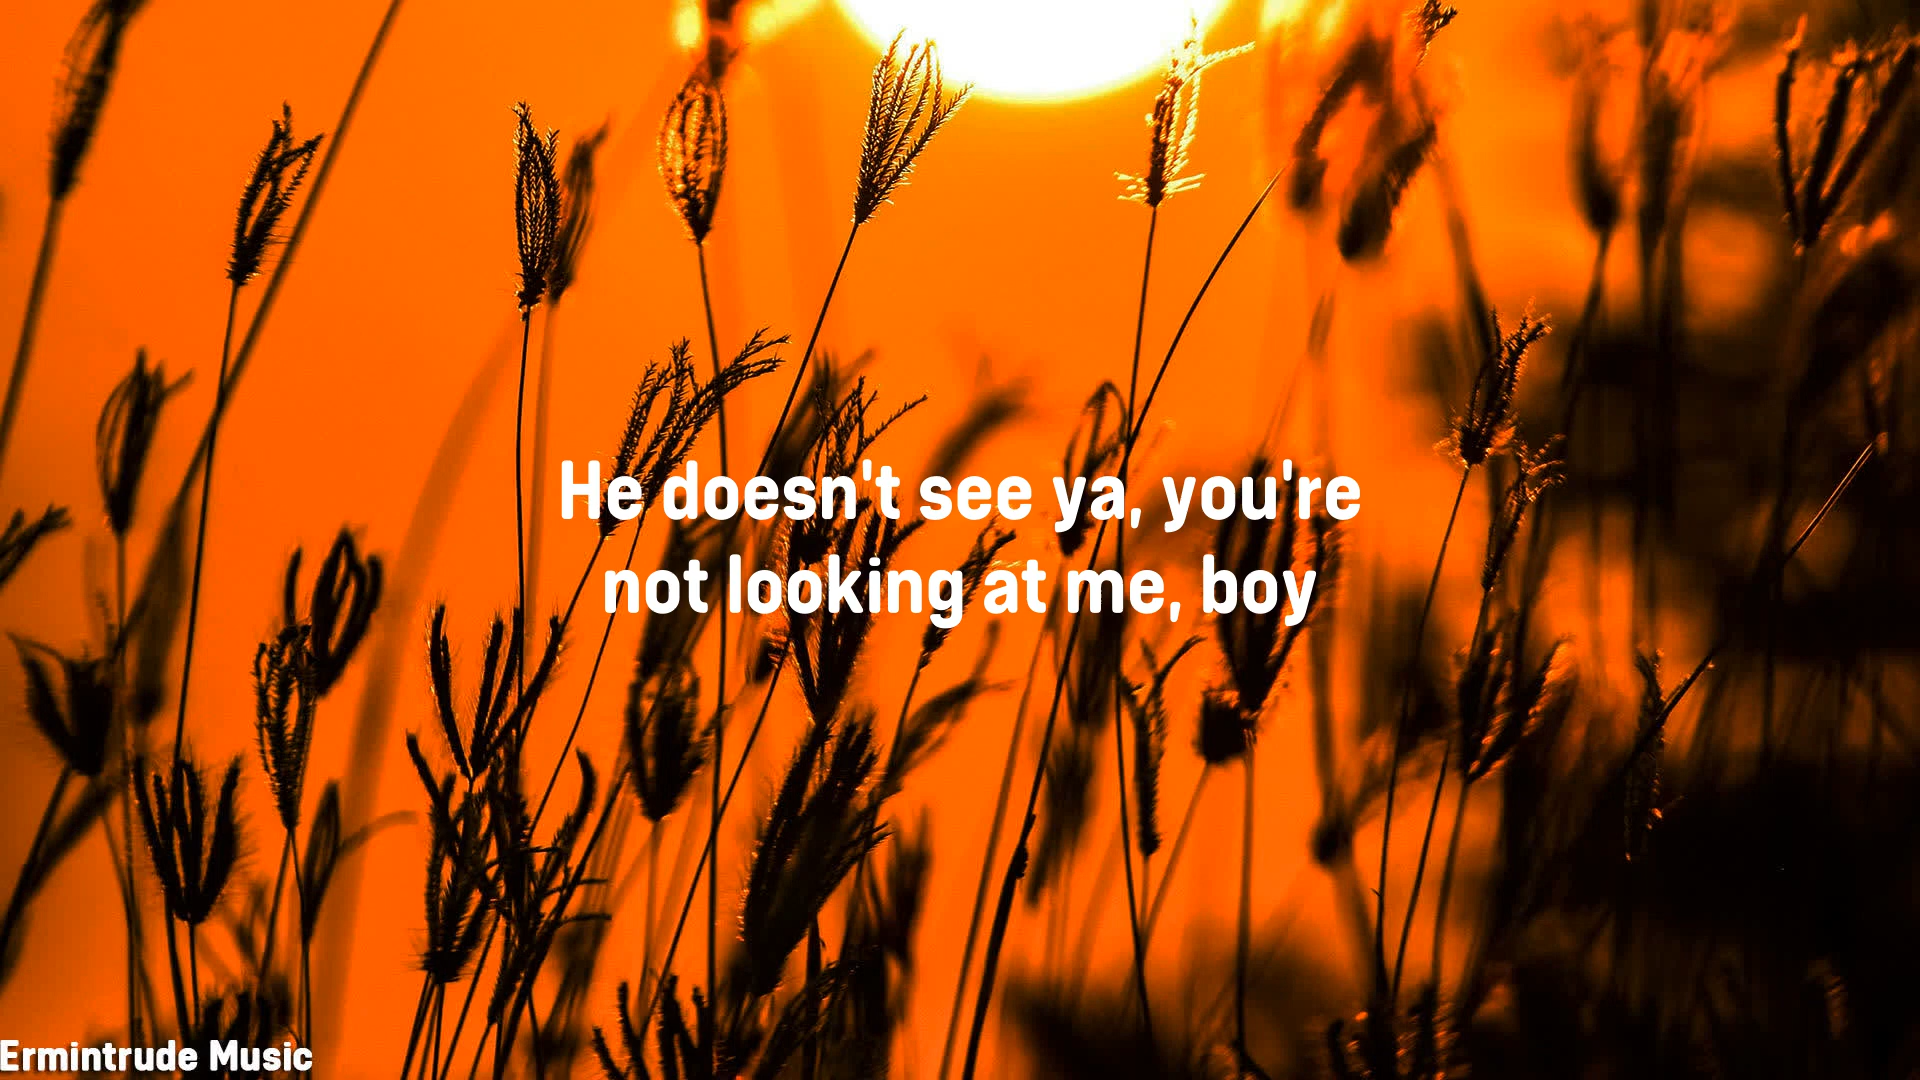 He doesn't see ya, you're
not looking at me, boy
Ermintrude Music